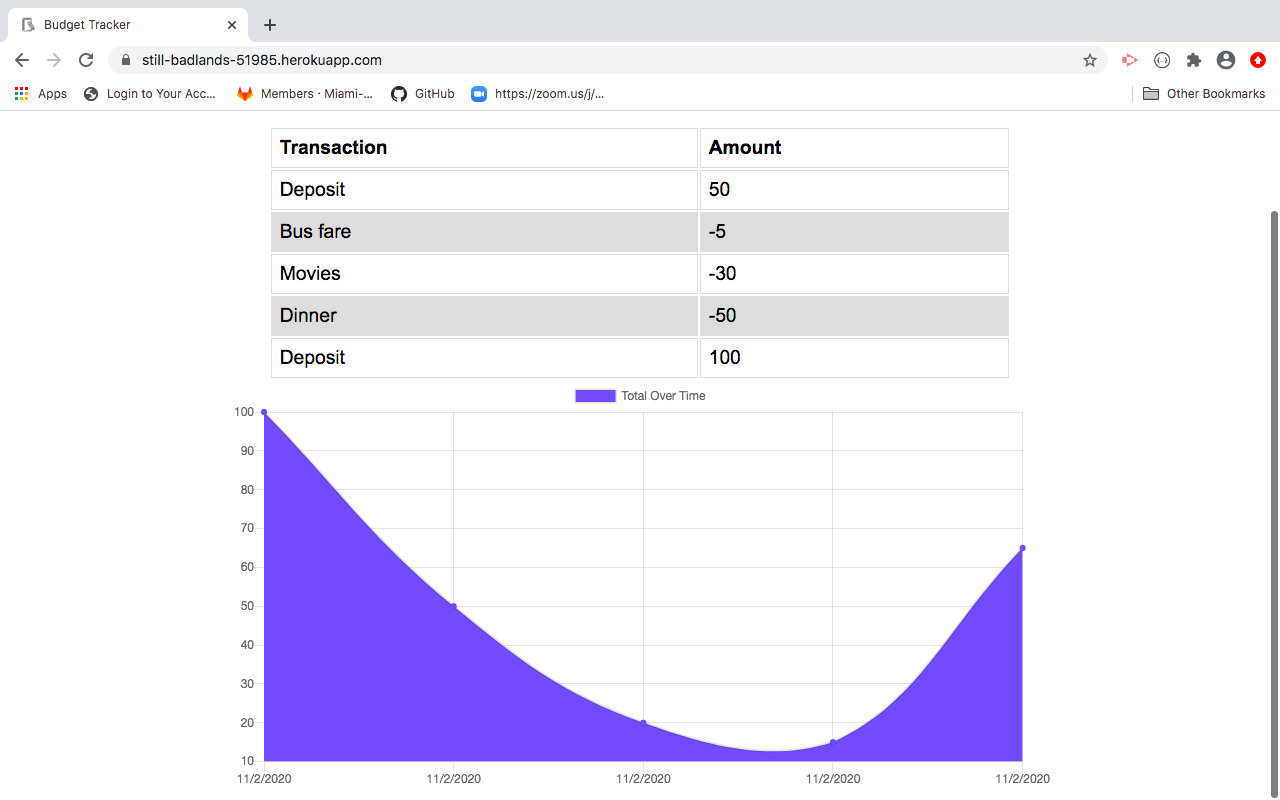 Budget Tracker
still-badlands-51985.herokuapp.com
Apps Login to Your Acc... Members · Miami-... GitHub https://zoom.us/j/... Other Bookmarks
Transaction Amount
Deposit 50
Bus fare -5
Movies -30
Dinner -50
Deposit 100
Total Over Time
100
90
80
70
60
50
40
30
20
10
11/2/2020 11/2/2020 11/2/2020 11/2/2020 11/2/2020